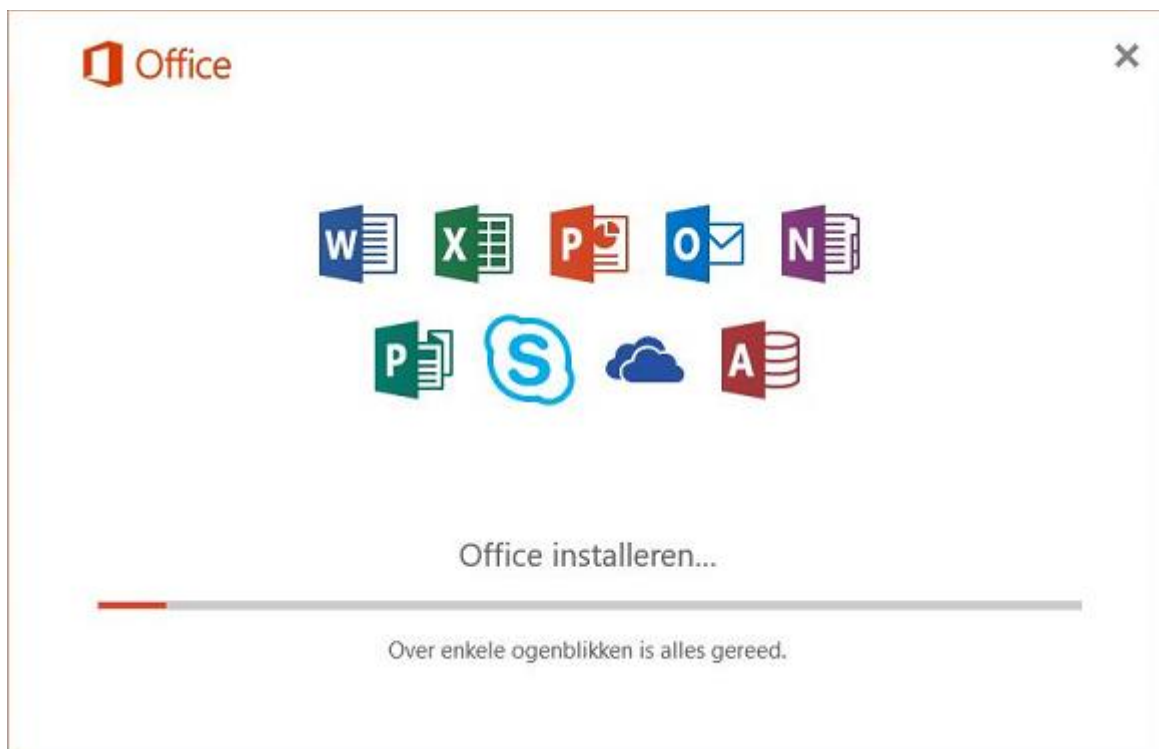 Office
W X P O N
P S A
Office installeren...
Over enkele ogenblikken is alles gereed.